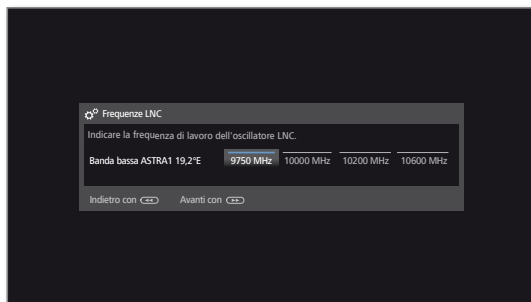 Frequenze LNC
Indicare la frequenza di lavoro dell'oscillatore LNC.
Banda bassa ASTRA1 19,2°E 9750 MHz 10000 MHz 10200 MHz 10600 MHz
Indietro con Avanti con